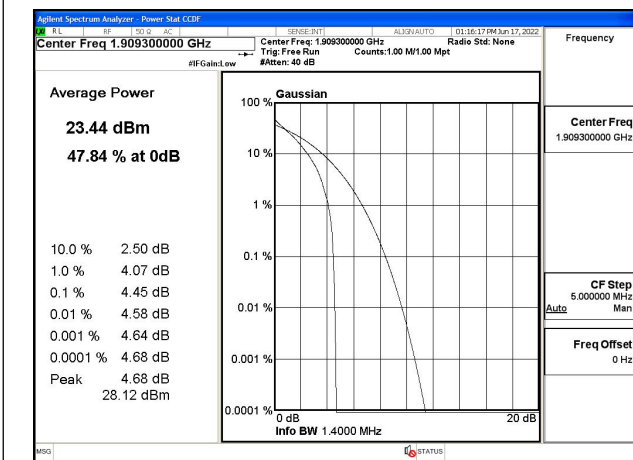 Agilent Spectrum Analyzer - Power Stat CCDF
LXI RL RF 50 Ω AC SENSE:INT ALIGN AUTO 01:16:17 PM Jun 17, 2022
Center Freq 1.909300000 GHz
Center Freq: 1.909300000 GHz Radio Std: None
Trig: Free Run Counts:1.00 M/1.00 Mpt
#IFGain:Low #Atten: 40 dB
Average Power
23.44 dBm
47.84 % at 0dB
10.0 % 2.50 dB
1.0 % 4.07 dB
0.1 % 4.45 dB
0.01 % 4.58 dB
0.001 % 4.64 dB
0.0001 % 4.68 dB
Peak 4.68 dB
28.12 dBm
Gaussian
100 %
10 %
1 %
0.1 %
0.01 %
0.001 %
0.0001 %
0 dB 20 dB
Info BW 1.4000 MHz
Frequency
Center Freq
1.909300000 GHz
CF Step
5.000000 MHz
Auto Man
Freq Offset
0 Hz
MSG STATUS